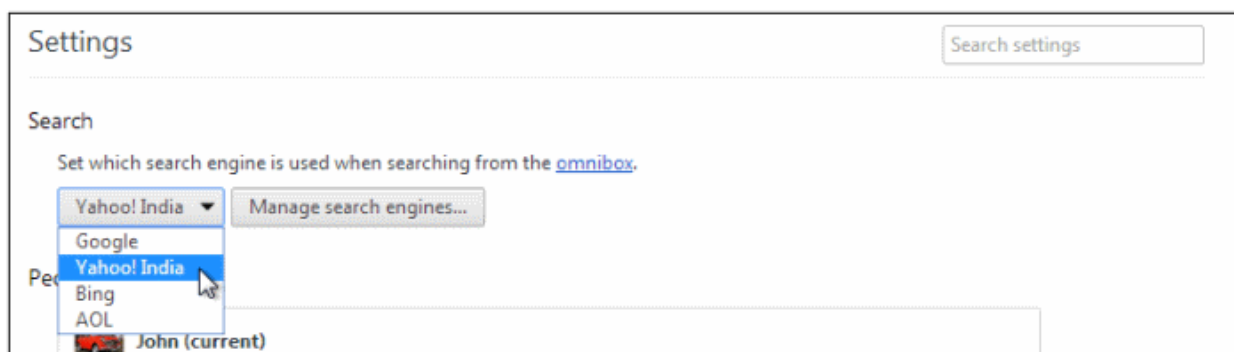 Settings
Search settings
Search
Set which search engine is used when searching from the omnibox.
Yahoo! India
Manage search engines...
Google
Yahoo! India
Bing
AOL
John (current)